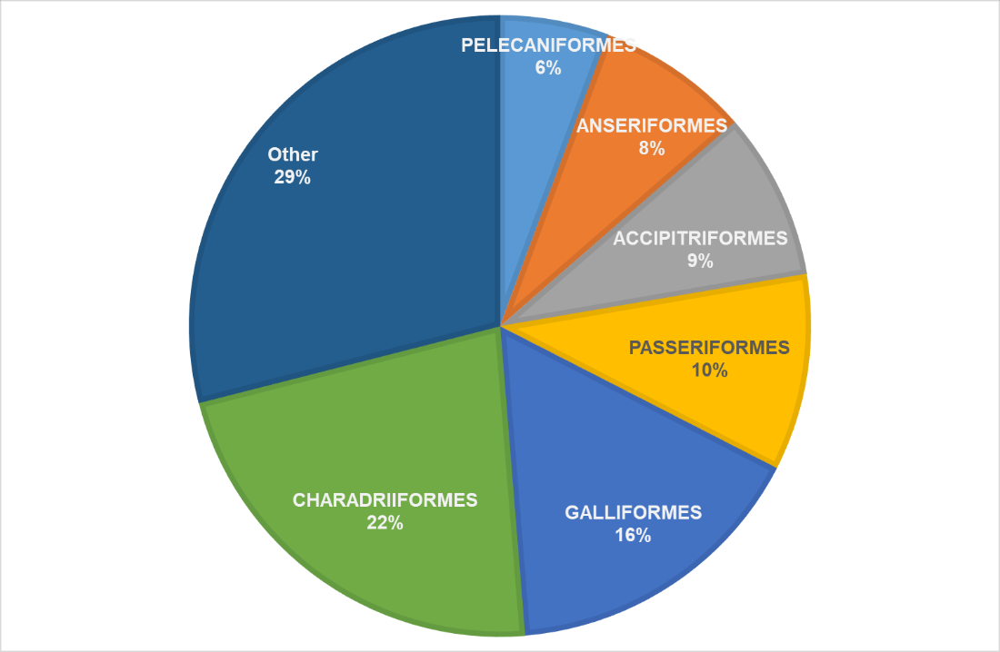 PELECANIFORMES
6%
ANSERIFORMES
8%
ACCIPITRIFORMES
9%
PASSERIFORMES
10%
GALLIFORMES
16%
CHARADRIIFORMES
22%
Other
29%